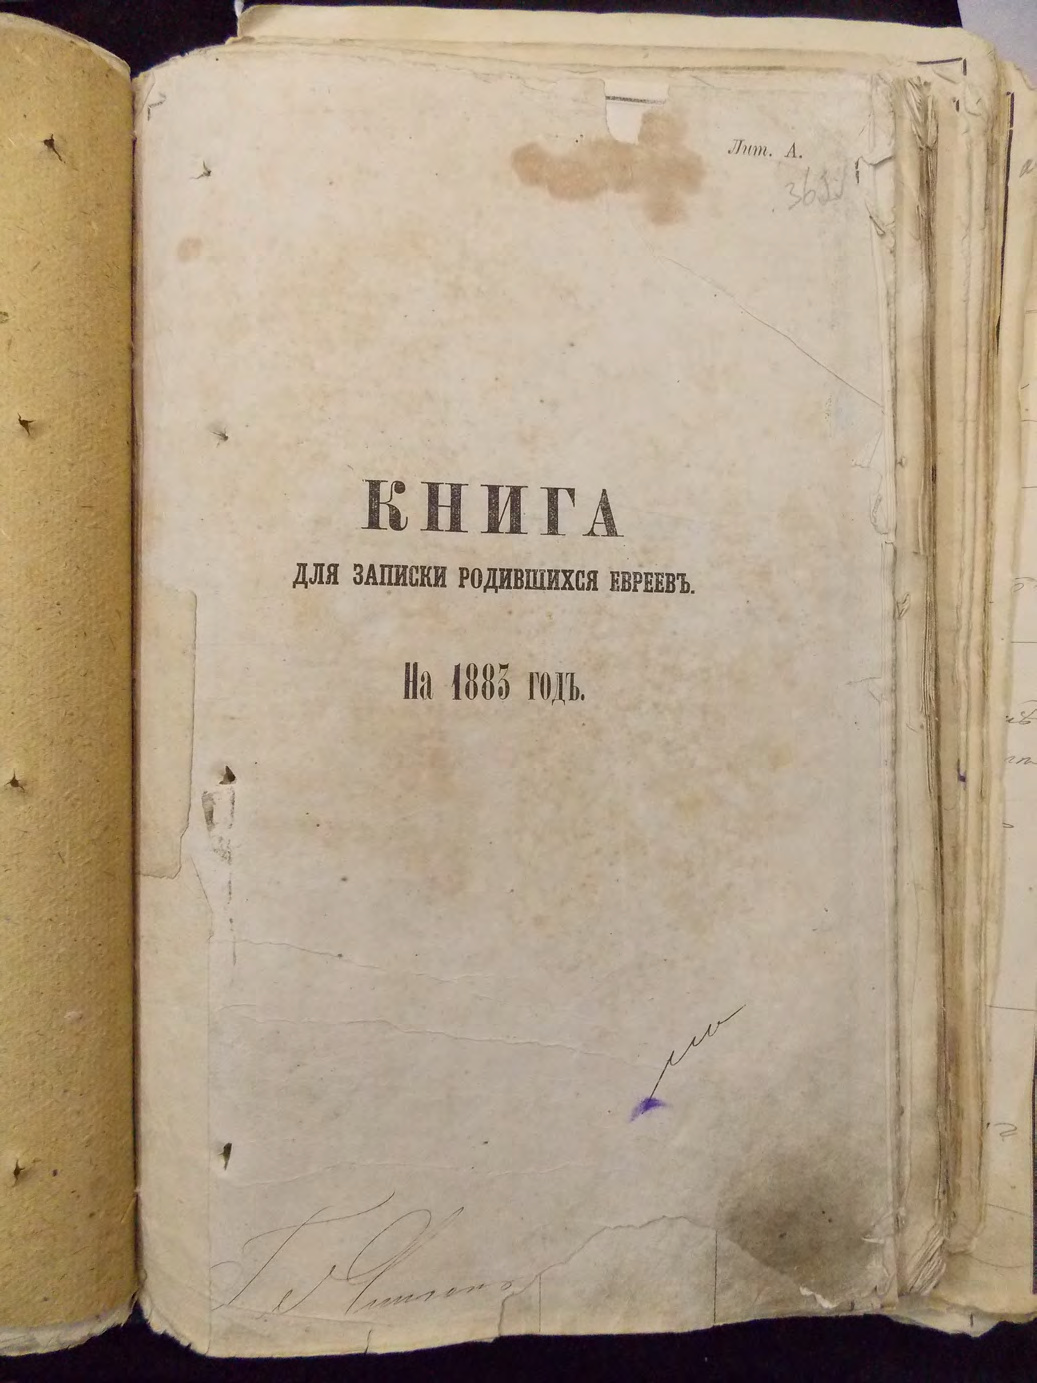 Лит. А.
КНИГА
ДЛЯ ЗАПИСКИ РОДИВШИХСЯ ЕВРЕЕВЪ.
На 1883 годъ.